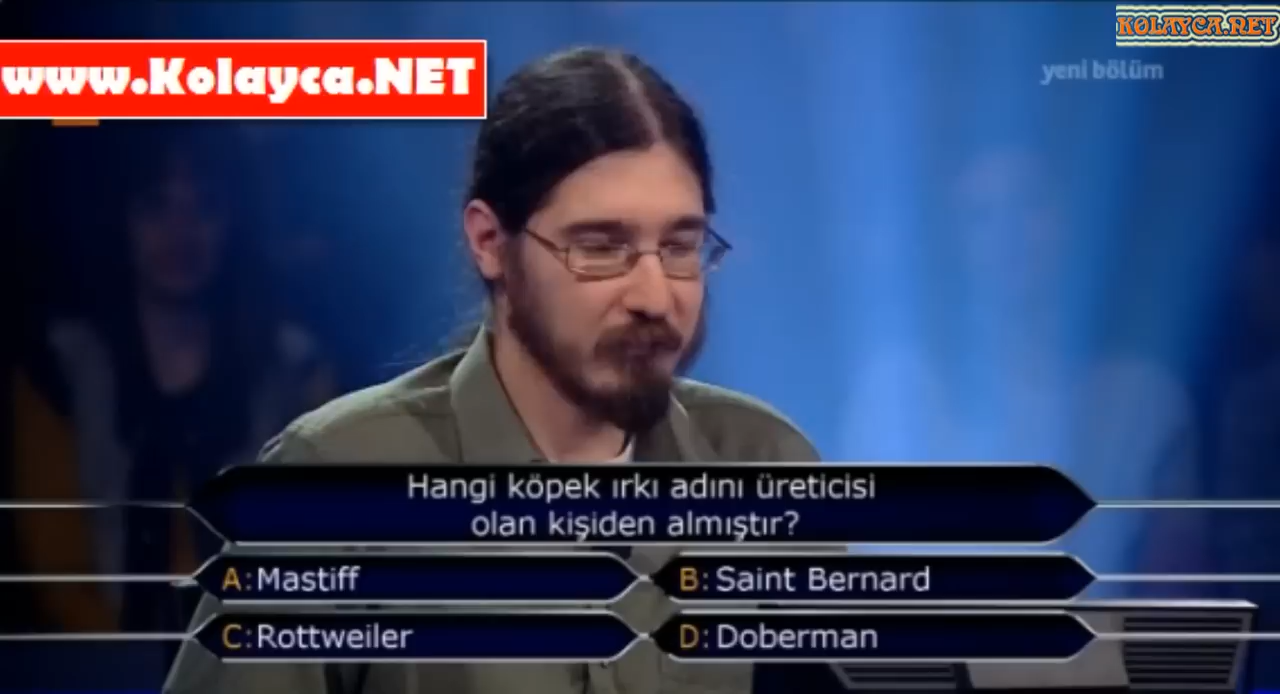 KOLAYCA.NET
www.Kolayca.NET
yeni bölüm
Hangi köpek ırkı adını üreticisi
olan kişiden almıştır?
A: Mastiff
B: Saint Bernard
C: Rottweiler
D: Doberman